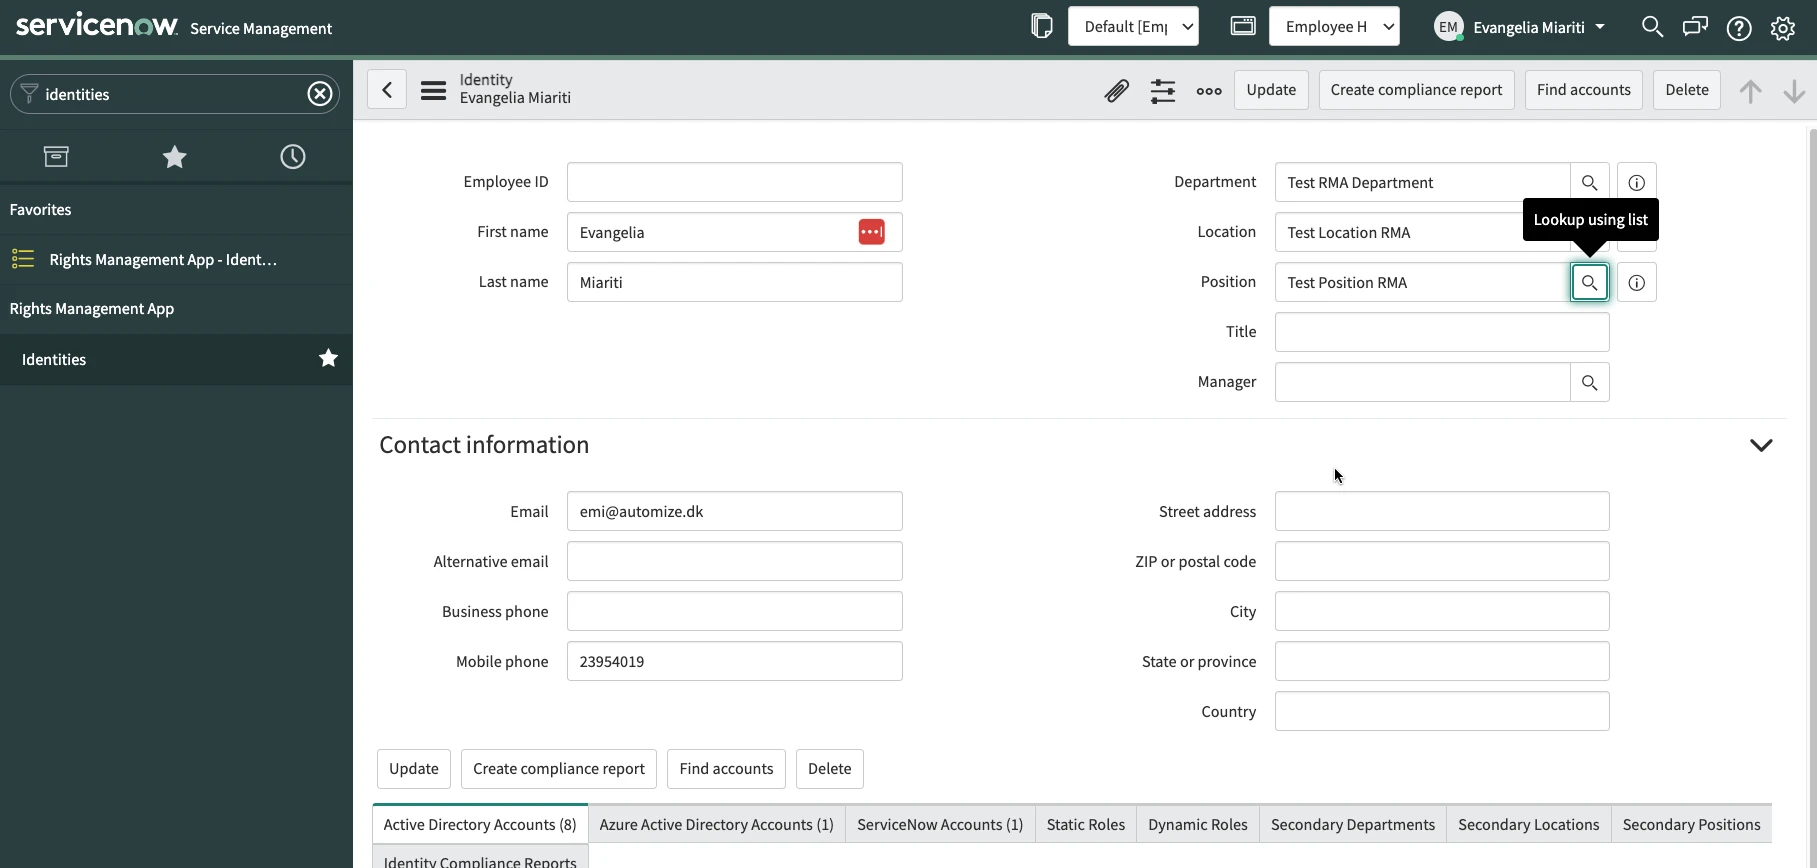 servicenow Service Management
Default [Em
Employee H
EM
Evangelia Miariti
identities
Favorites
Rights Management App - Ident...
Rights Management App
Identities
Identity
Evangelia Miariti
Update
Create compliance report
Find accounts
Delete
Employee ID
First name Evangelia
Last name Miariti
Department Test RMA Department
Lookup using list
Location Test Location RMA
Position Test Position RMA
Title
Manager
Contact information
Email emi@automize.dk
Alternative email
Business phone
Mobile phone 23954019
Street address
ZIP or postal code
City
State or province
Country
Update
Create compliance report
Find accounts
Delete
Active Directory Accounts (8)
Azure Active Directory Accounts (1)
ServiceNow Accounts (1)
Static Roles
Dynamic Roles
Secondary Departments
Secondary Locations
Secondary Positions
Identity Compliance Reports